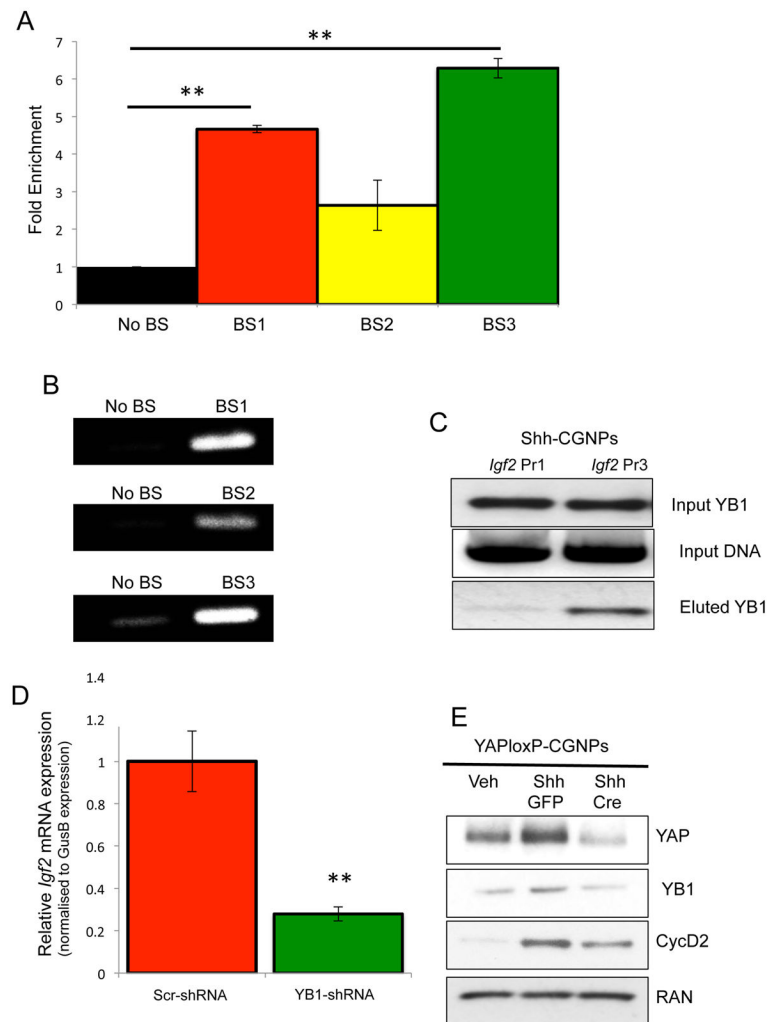 A
Fold Enrichment
7
6
5
4
3
2
1
0
**
**
No BS
BS1
BS2
BS3
B
No BS BS1
No BS BS2
No BS BS3
C
Shh-CGNPs
Igf2 Pr1 Igf2 Pr3
Input YB1
Input DNA
Eluted YB1
D
Relative Igf2 mRNA expression
(normalised to GusB expression)
1.4
1.2
1
0.8
0.6
0.4
0.2
0
**
Scr-shRNA
YB1-shRNA
E
YAPloxP-CGNPs
Veh Shh Shh
GFP Cre
YAP
YB1
CycD2
RAN